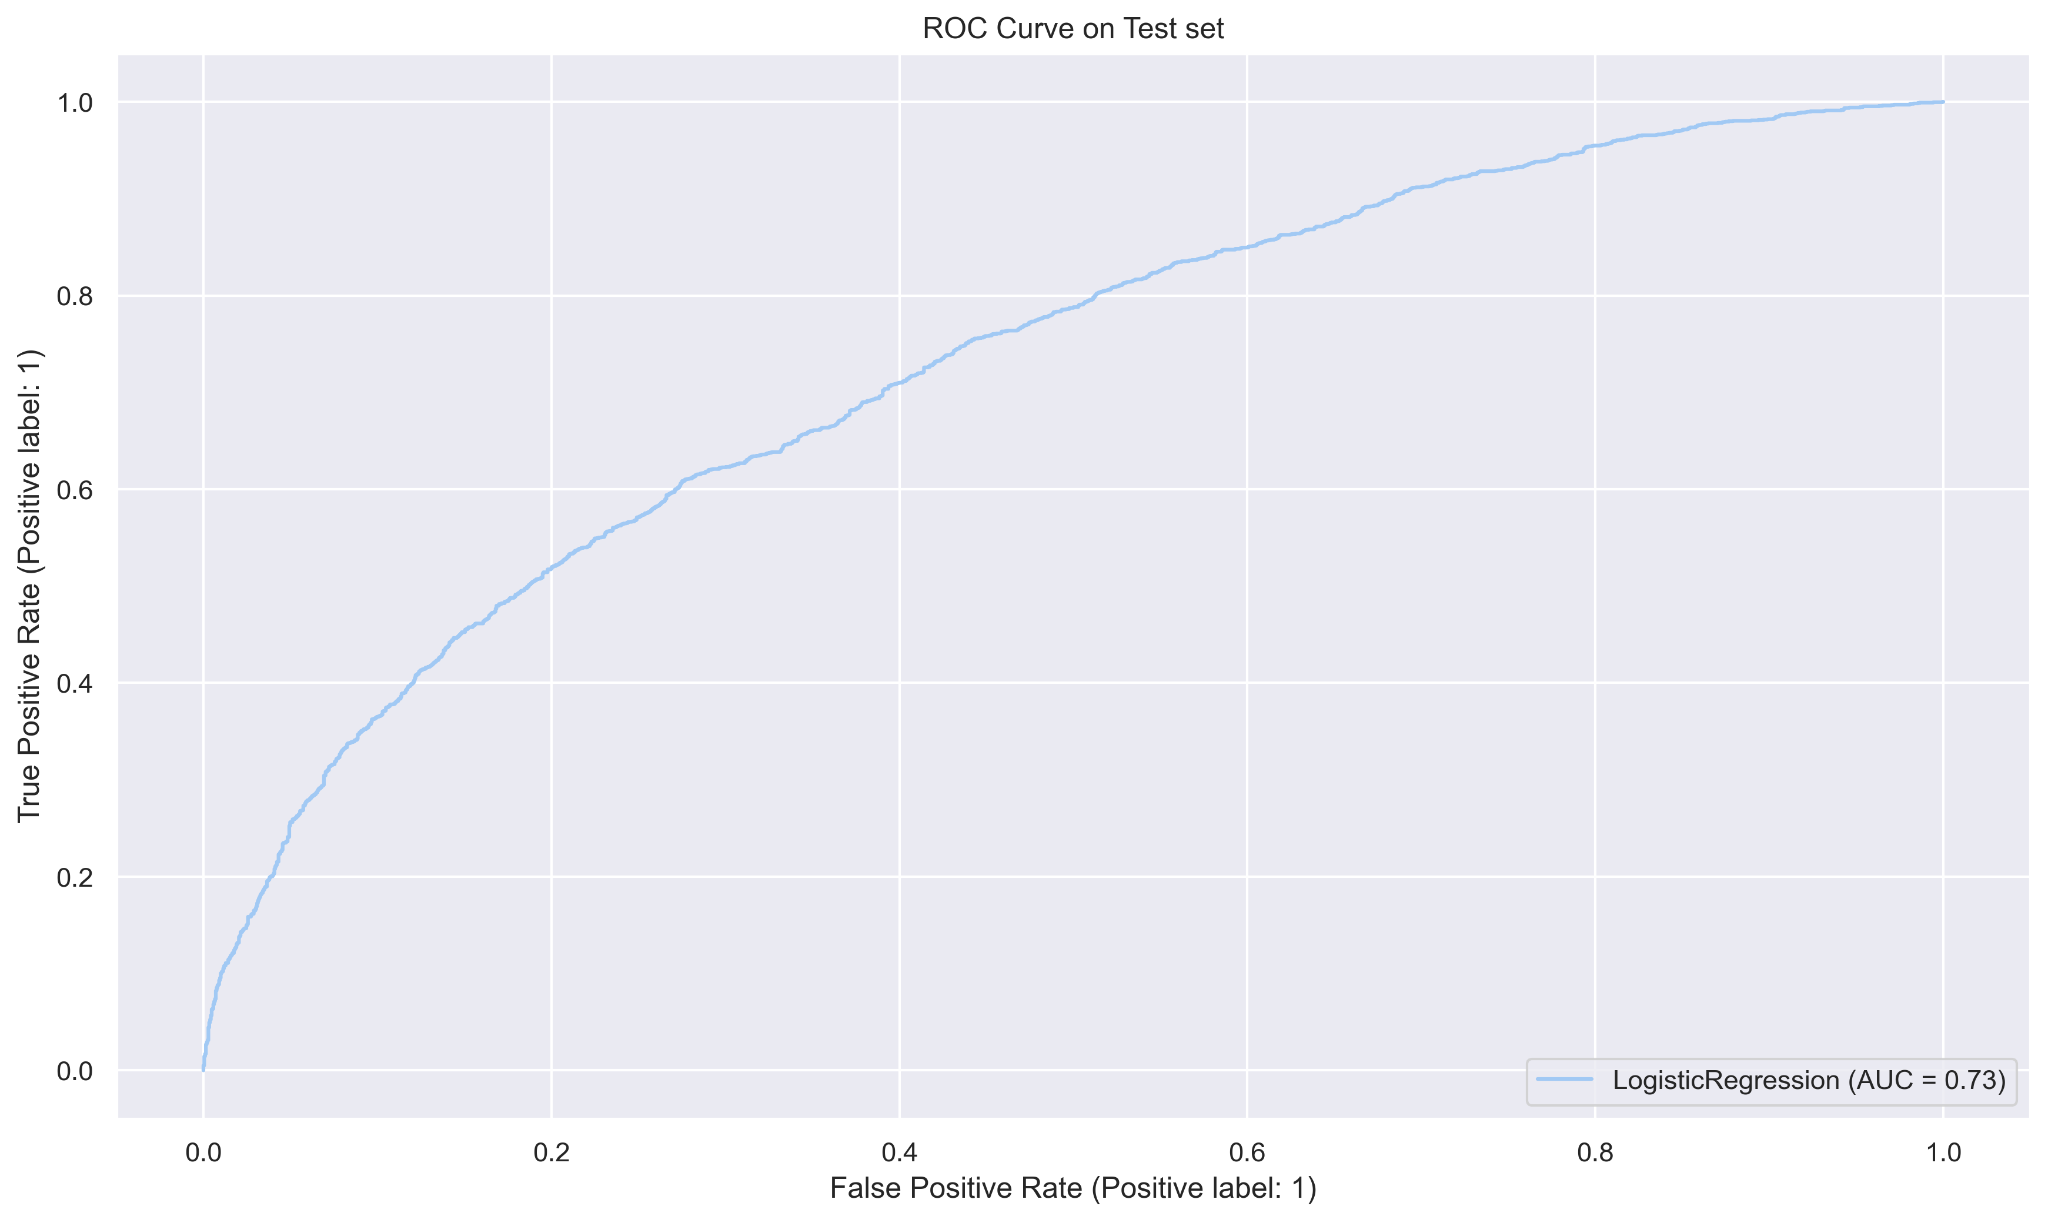 ROC Curve on Test set
True Positive Rate (Positive label: 1)
1.0
0.8
0.6
0.4
0.2
0.0
LogisticRegression (AUC = 0.73)
0.0 0.2 0.4 0.6 0.8 1.0
False Positive Rate (Positive label: 1)